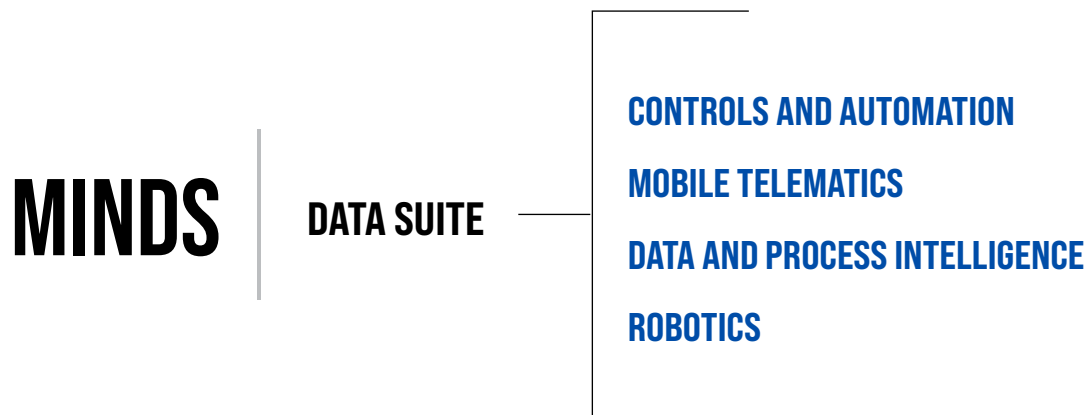 MINDS
DATA SUITE
CONTROLS AND AUTOMATION
MOBILE TELEMATICS
DATA AND PROCESS INTELLIGENCE
ROBOTICS